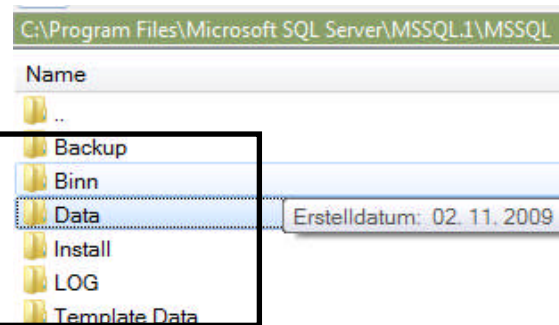 C:\Program Files\Microsoft SQL Server\MSSQL.1\MSSQL
Name
..
Backup
Binn
Data
Erstelldatum: 02. 11. 2009
Install
LOG
Template Data